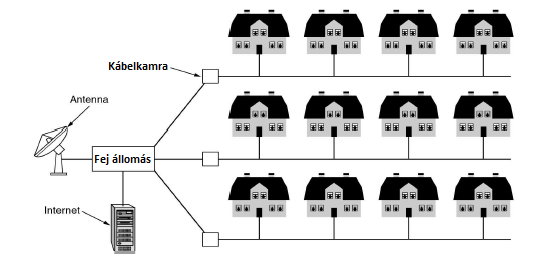 Kábelkamra
Antenna
Fej állomás
Internet